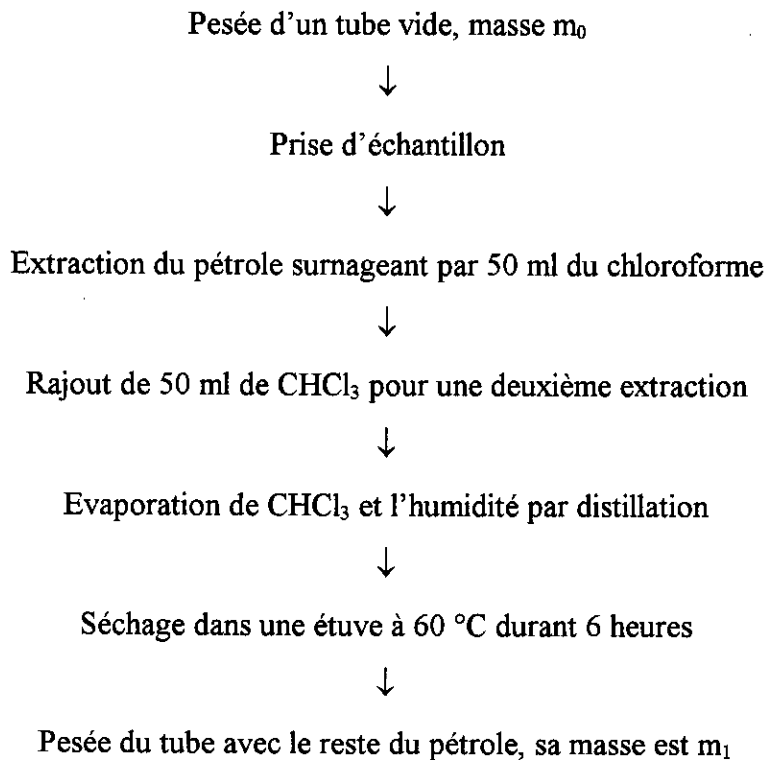 Pesée d'un tube vide, masse m₀
↓
Prise d'échantillon
↓
Extraction du pétrole surnageant par 50 ml du chloroforme
↓
Rajout de 50 ml de CHCl₃ pour une deuxième extraction
↓
Evaporation de CHCl₃ et l'humidité par distillation
↓
Séchage dans une étuve à 60 °C durant 6 heures
↓
Pesée du tube avec le reste du pétrole, sa masse est m₁